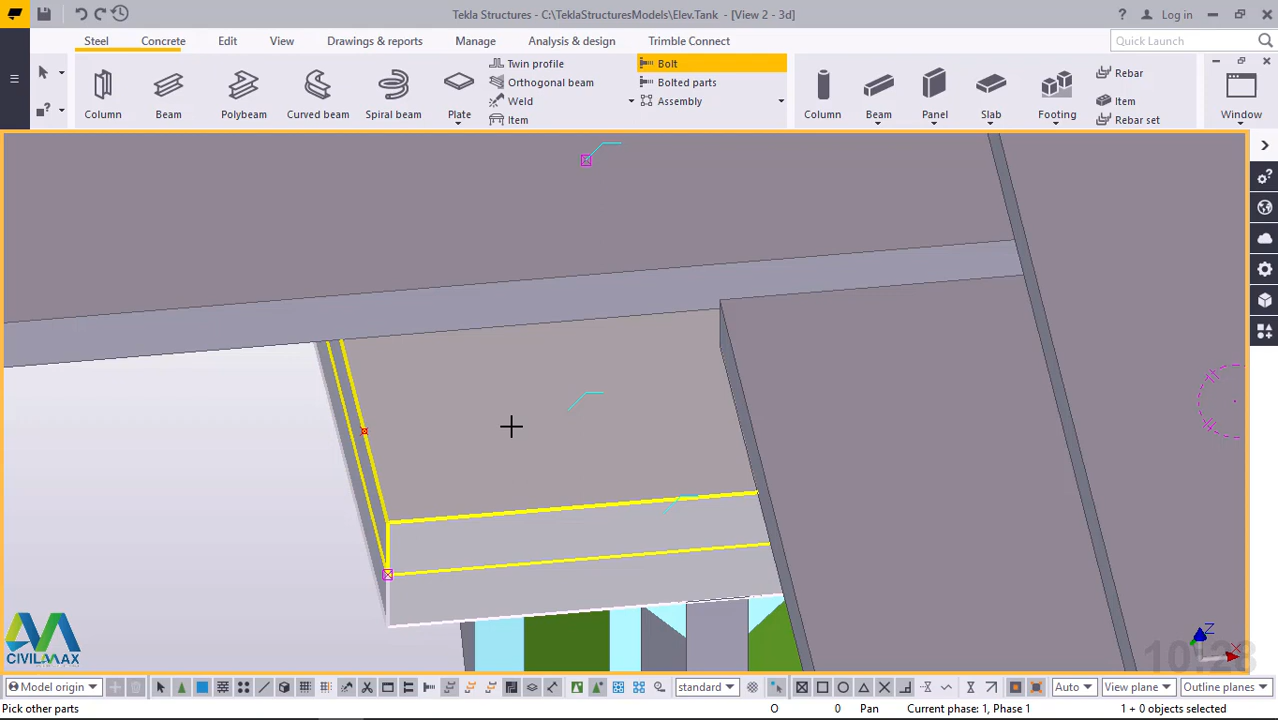 Tekla Structures - C:\TeklaStructuresModels\Elev.Tank - [View 2 - 3d]
Log in
Steel
Concrete
Edit
View
Drawings & reports
Manage
Analysis & design
Trimble Connect
Quick Launch
Column
Beam
Polybeam
Curved beam
Spiral beam
Plate
Twin profile
Orthogonal beam
Weld
Item
Bolt
Bolted parts
Assembly
Column
Beam
Panel
Slab
Footing
Rebar
Item
Rebar set
Window
Z
X
CIVILMAX
10:28
Model origin
standard
Auto
View plane
Outline planes
Pick other parts
O
0
Pan
Current phase: 1, Phase 1
1 + 0 objects selected